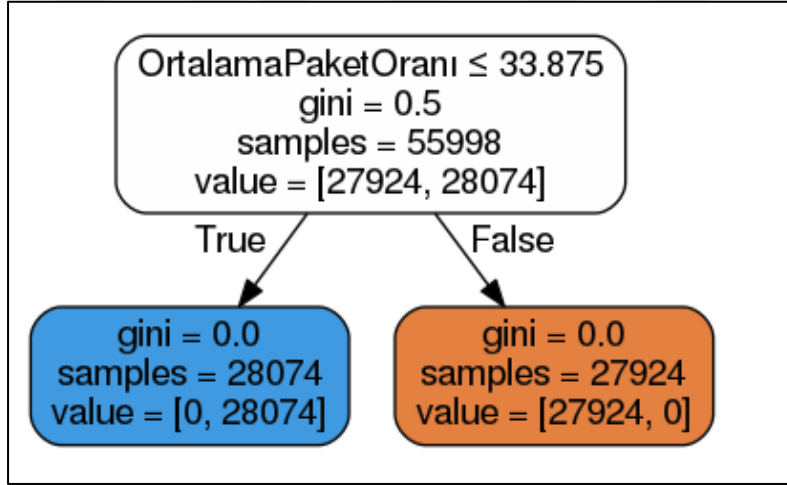 OrtalamaPaketOranı ≤ 33.875
gini = 0.5
samples = 55998
value = [27924, 28074]
True
False
gini = 0.0
samples = 28074
value = [0, 28074]
gini = 0.0
samples = 27924
value = [27924, 0]